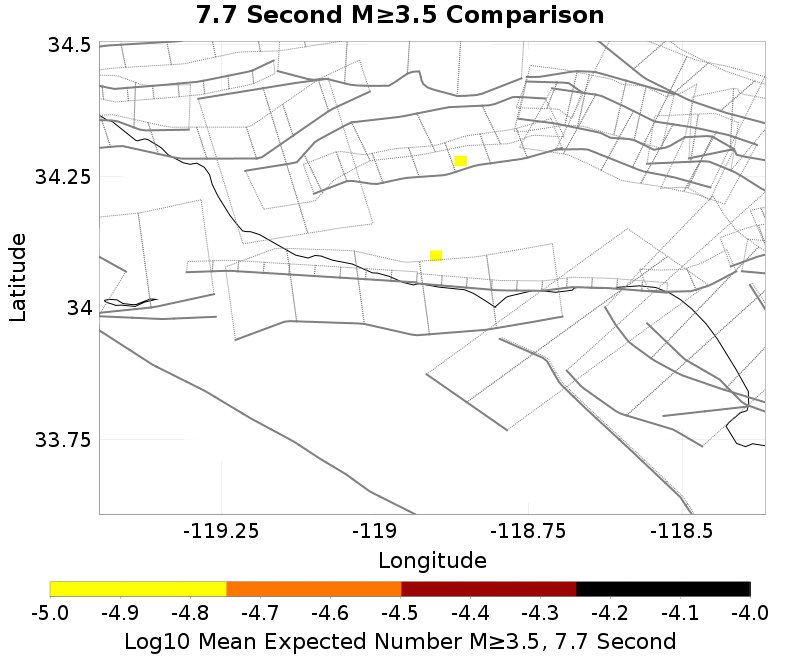 7.7 Second M≥3.5 Comparison
34.5
34.25
34
33.75
Latitude
-119.25 -119 -118.75 -118.5
Longitude
-5.0 -4.9 -4.8 -4.7 -4.6 -4.5 -4.4 -4.3 -4.2 -4.1 -4.0
Log10 Mean Expected Number M≥3.5, 7.7 Second